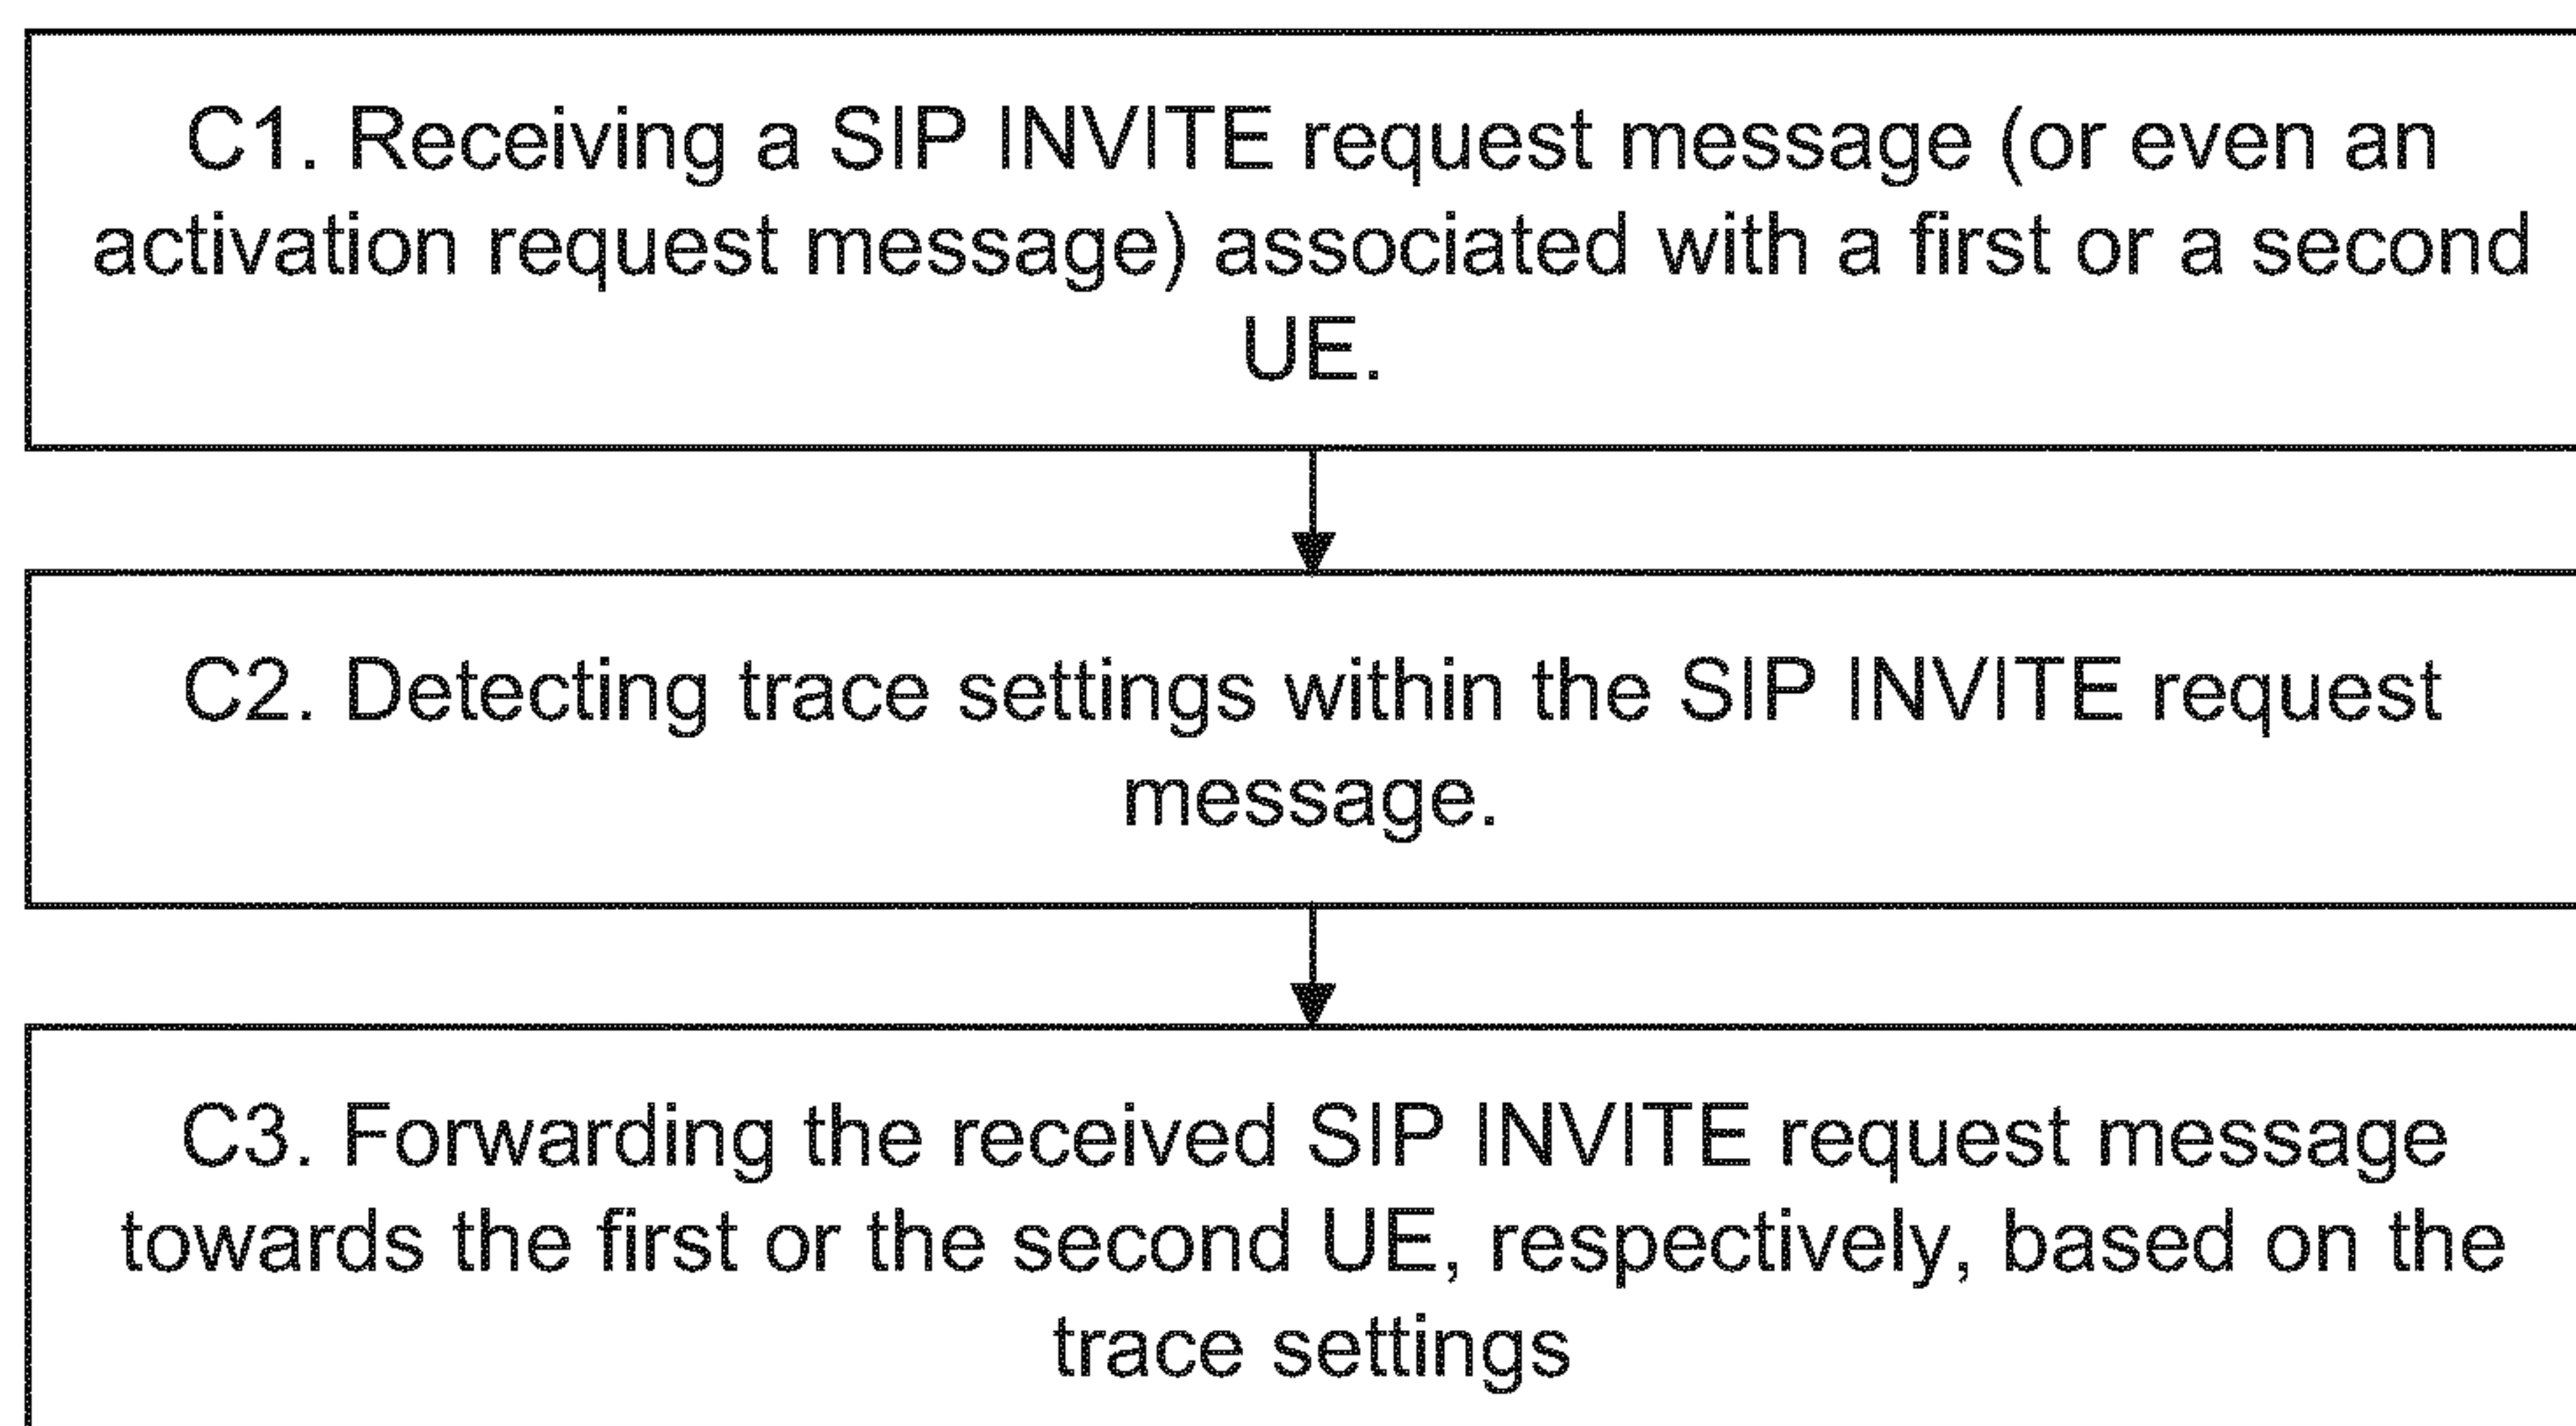 C1. Receiving a SIP INVITE request message (or even an
activation request message) associated with a first or a second
UE.
C2. Detecting trace settings within the SIP INVITE request
message.
C3. Forwarding the received SIP INVITE request message
towards the first or the second UE, respectively, based on the
trace settings